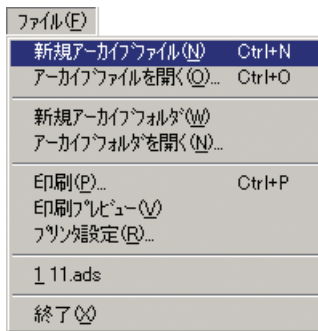 ﾌｧｲﾙ(F)
新規ｱｰｶｲﾌﾞﾌｧｲﾙ(N) Ctrl+N
ｱｰｶｲﾌﾞﾌｧｲﾙを開く(O)... Ctrl+O
新規ｱｰｶｲﾌﾞﾌｫﾙﾀﾞ(W)
ｱｰｶｲﾌﾞﾌｫﾙﾀﾞを開く(N)...
印刷(P)... Ctrl+P
印刷ﾌﾟﾚﾋﾞｭｰ(V)
ﾌﾟﾘﾝﾀ設定(R)...
1 11.ads
終了(X)